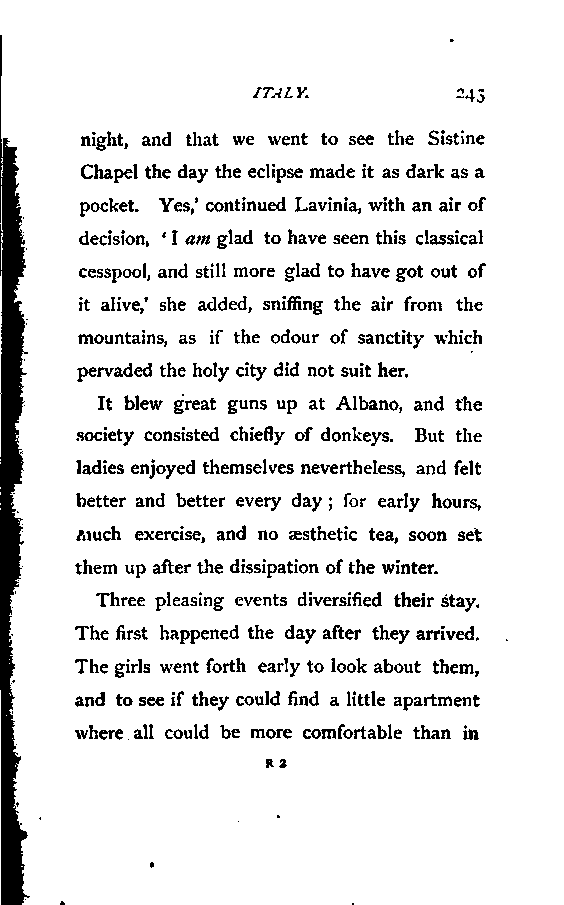 ITALY. 243
night, and that we went to see the Sistine
Chapel the day the eclipse made it as dark as a
pocket. Yes,' continued Lavinia, with an air of
decision, 'I am glad to have seen this classical
cesspool, and still more glad to have got out of
it alive,' she added, sniffing the air from the
mountains, as if the odour of sanctity which
pervaded the holy city did not suit her.
It blew great guns up at Albano, and the
society consisted chiefly of donkeys. But the
ladies enjoyed themselves nevertheless, and felt
better and better every day ; for early hours,
much exercise, and no æsthetic tea, soon set
them up after the dissipation of the winter.
Three pleasing events diversified their stay.
The first happened the day after they arrived.
The girls went forth early to look about them,
and to see if they could find a little apartment
where all could be more comfortable than in
R 2